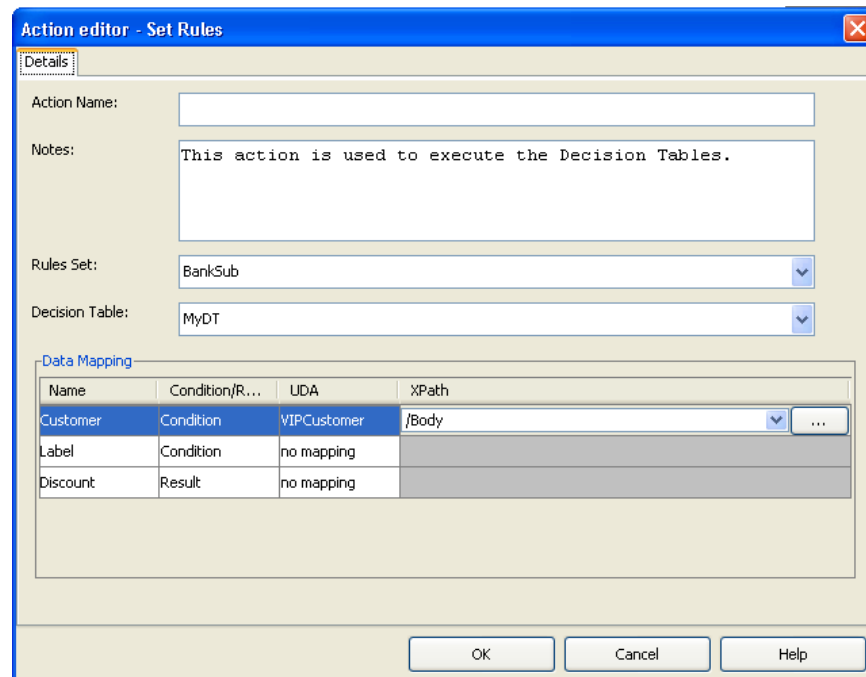 Action editor - Set Rules
Details
Action Name:
Notes:
This action is used to execute the Decision Tables.
Rules Set:
BankSub
Decision Table:
MyDT
Data Mapping
Name Condition/R... UDA XPath
Customer Condition VIPCustomer /Body ...
Label Condition no mapping
Discount Result no mapping
OK Cancel Help